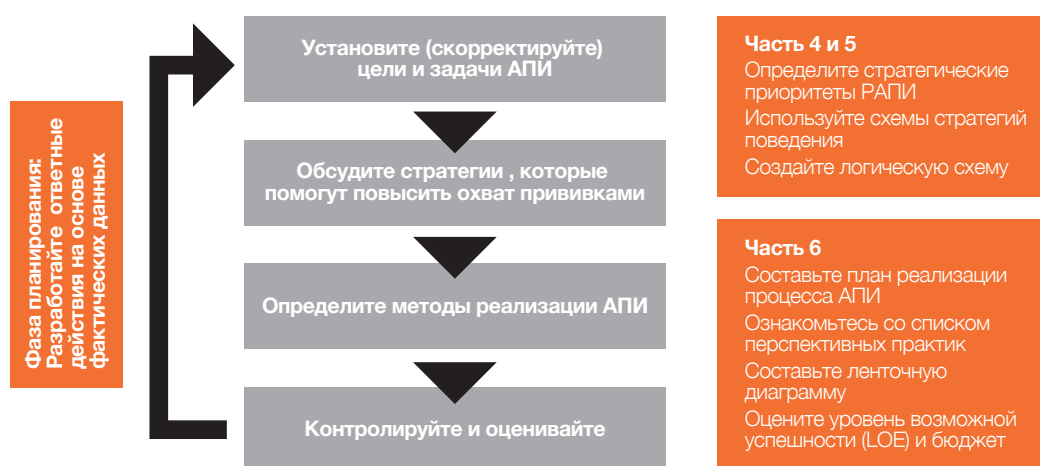 Фаза планирования:
Разработайте ответные
действия на основе
фактических данных
Установите (скорректируйте)
цели и задачи АПИ
Обсудите стратегии , которые
помогут повысить охват прививками
Определите методы реализации АПИ
Контролируйте и оценивайте
Часть 4 и 5
Определите стратегические
приоритеты РАПИ
Используйте схемы стратегий
поведения
Создайте логическую схему
Часть 6
Составьте план реализации
процесса АПИ
Ознакомьтесь со списком
перспективных практик
Составьте ленточную
диаграмму
Оцените уровень возможной
успешности (LOE) и бюджет